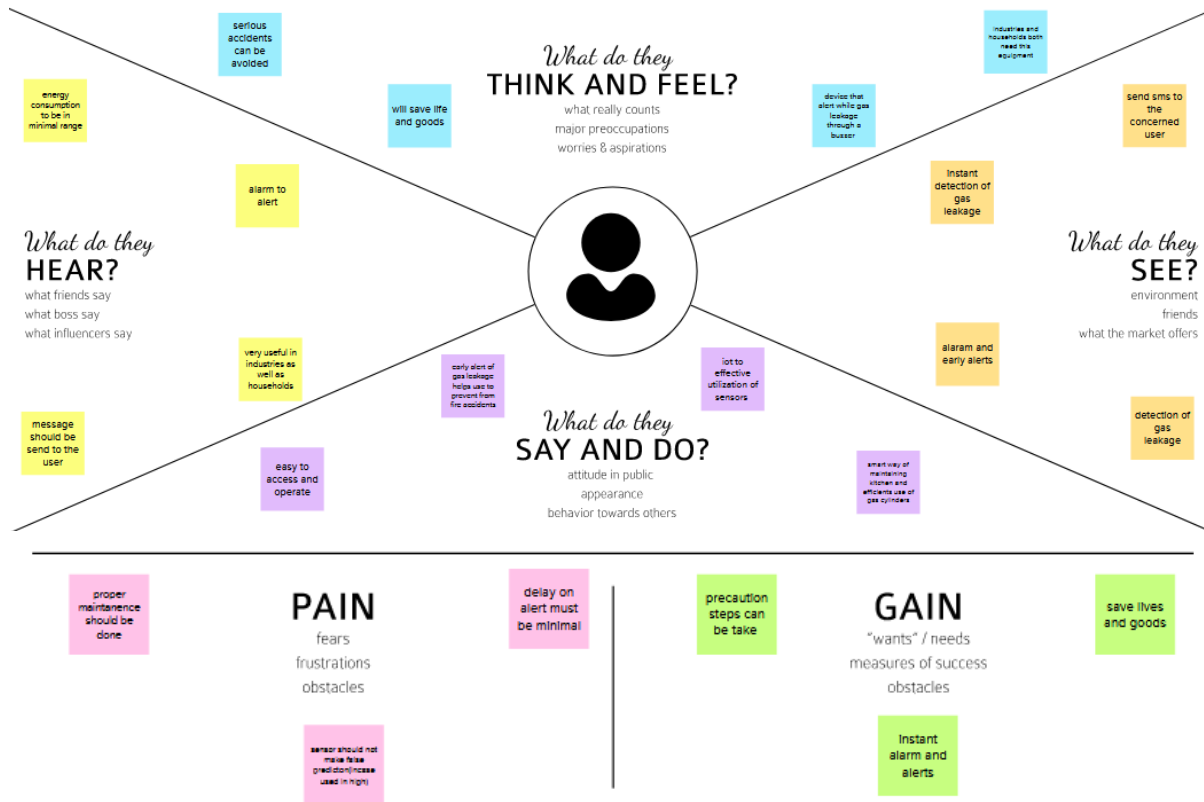 serious
accidents
can be
avoided
What do they
THINK AND FEEL?
what really counts
major preoccupations
worries & aspirations
will save life
and goods
device that
alert while gas
leakage
through a
busser
industries and
households both
need this
equipment
energy
consumption
to be in
minimal range
alarm to
alert
What do they
HEAR?
what friends say
what boss say
what influencers say
very useful in
industries as
well as
households
message
should be
send to the
user
send sms to
the
concerned
user
Instant
detection of
gas
leakage
What do they
SEE?
environment
friends
what the market offers
alaram and
early alerts
detection of
gas
leakage
early alert of
gas leakage
helps use to
prevent from
fire accidents
iot to
effective
utilization of
sensors
What do they
SAY AND DO?
attitude in public
appearance
behavior towards others
easy to
access and
operate
smart way of
maintaining
kitchen and
efficients use of
gas cylinders
proper
maintanence
should be
done
PAIN
fears
frustrations
obstacles
delay on
alert must
be minimal
sensor should not
make false
prediction(incase
used in high)
precaution
steps can
be take
GAIN
"wants" / needs
measures of success
obstacles
save lives
and goods
Instant
alarm and
alerts